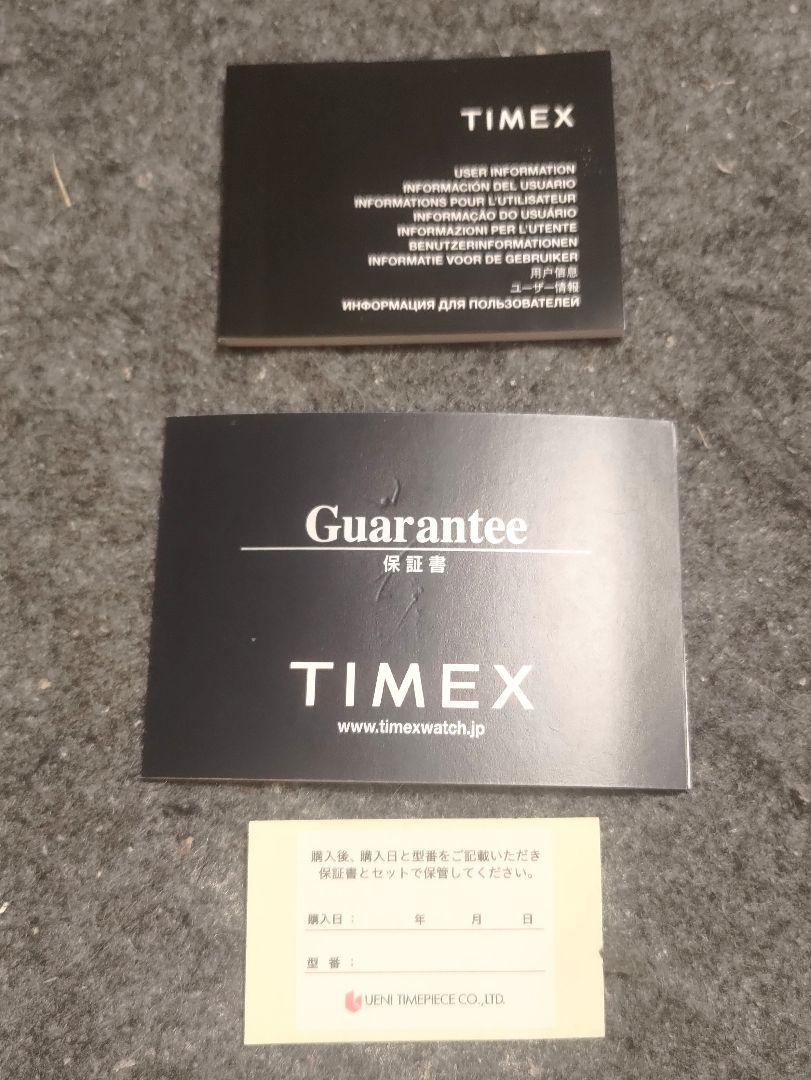 TIMEX
USER INFORMATION
INFORMACIÓN DEL USUARIO
INFORMATIONS POUR L'UTILISATEUR
INFORMAÇÃO DO USUÁRIO
INFORMAZIONI PER L'UTENTE
BENUTZERINFORMATIONEN
INFORMATIE VOOR DE GEBRUIKER
用户信息
ユーザー情報
ИНФОРМАЦИЯ ДЛЯ ПОЛЬЗОВАТЕЛЕЙ
Guarantee
保証書
TIMEX
www.timexwatch.jp
購入後、購入日と型番をご記載いただき
保証書とセットで保管してください。
購入日： 年 月 日
型 番：
UENI TIMEPIECE CO.,LTD.